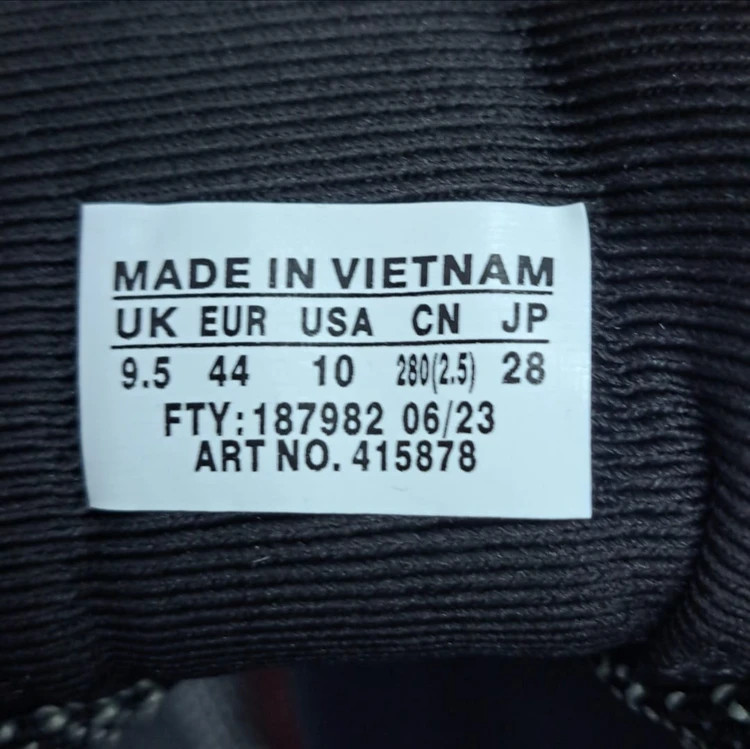 MADE IN VIETNAM
UK EUR USA CN JP
9.5 44 10 280(2.5) 28
FTY: 187982 06/23
ART NO. 415878